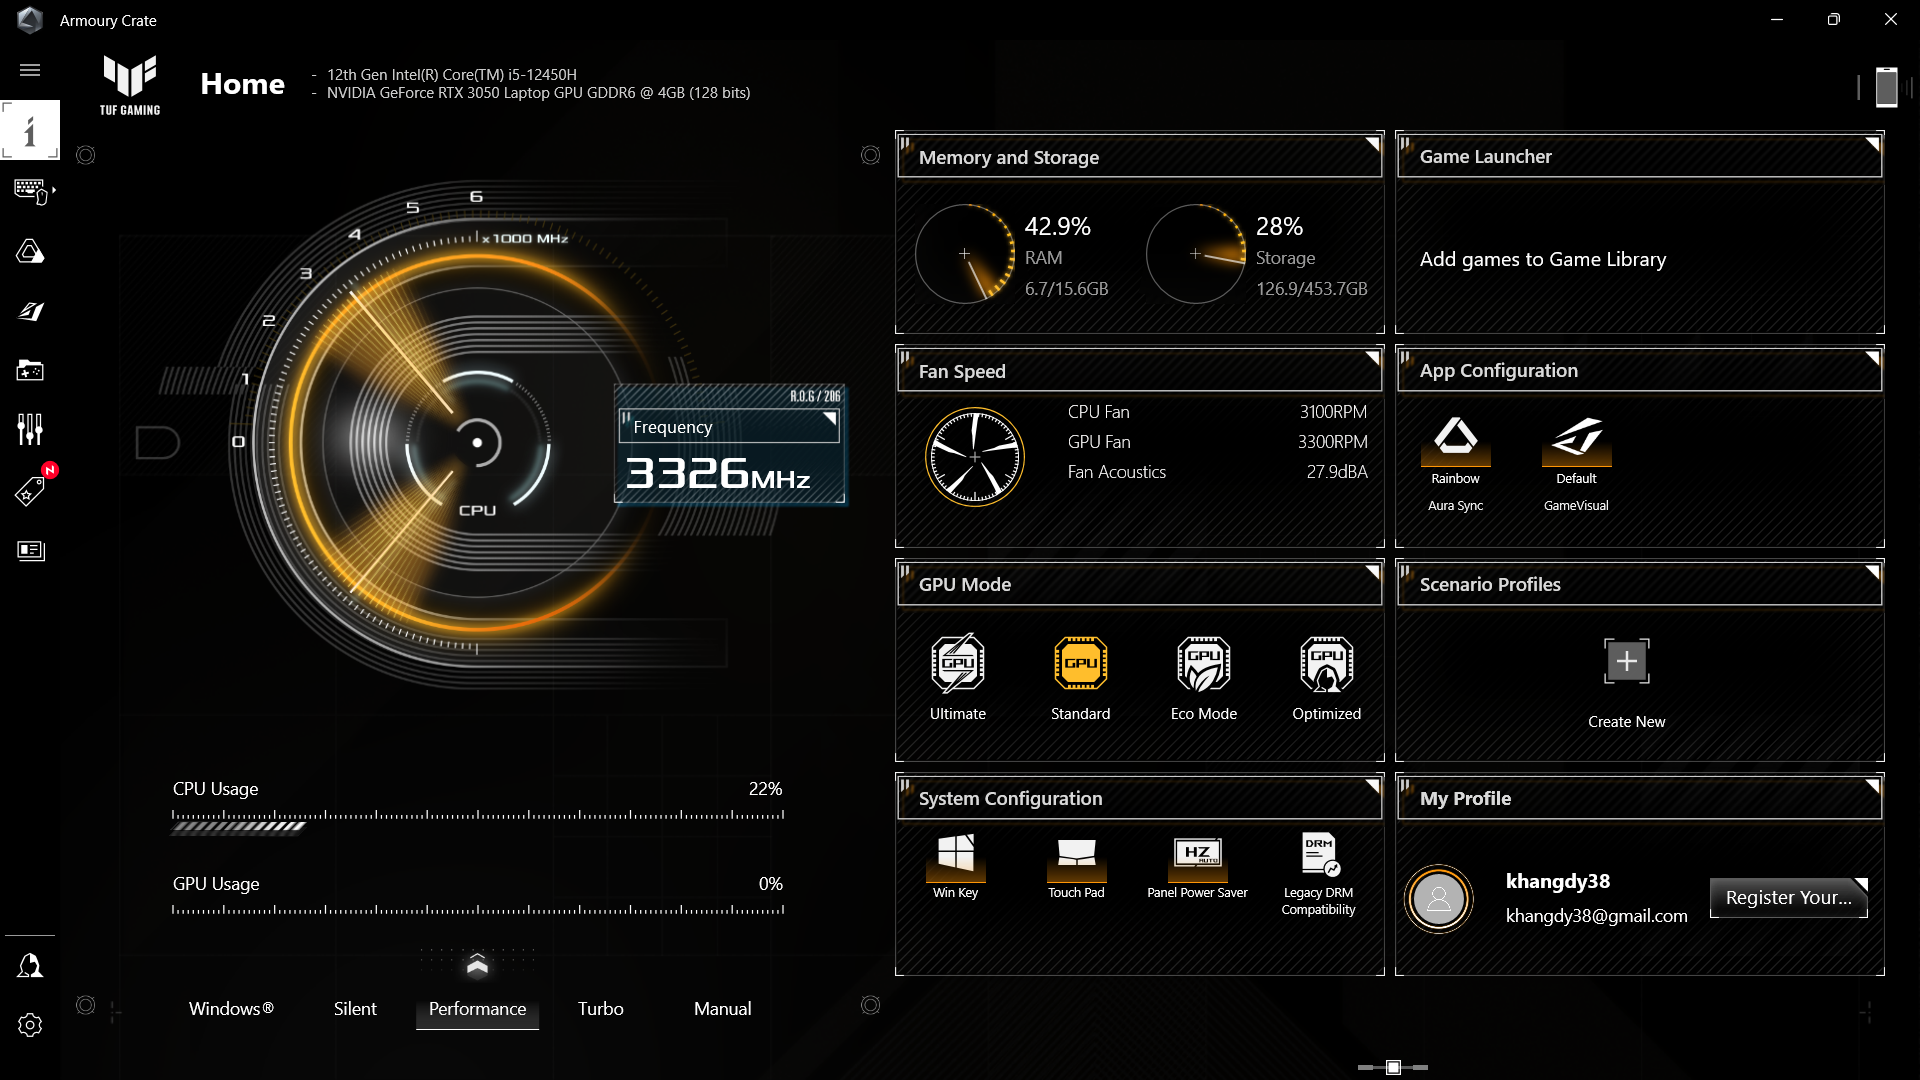 Armoury Crate
TUF GAMING
Home
- 12th Gen Intel(R) Core(TM) i5-12450H
- NVIDIA GeForce RTX 3050 Laptop GPU GDDR6 @ 4GB (128 bits)
N
6
5
4
3
2
1
0
x1000 MHz
CPU
R.O.G / 206
Frequency
3326MHz
CPU Usage 22%
GPU Usage 0%
Windows® Silent Performance Turbo Manual
Memory and Storage
42.9%
RAM
6.7/15.6GB
28%
Storage
126.9/453.7GB
Game Launcher
Add games to Game Library
Fan Speed
CPU Fan 3100RPM
GPU Fan 3300RPM
Fan Acoustics 27.9dBA
App Configuration
Rainbow
Aura Sync
Default
GameVisual
GPU Mode
GPU GPU GPU GPU
Ultimate Standard Eco Mode Optimized
Scenario Profiles
Create New
System Configuration
HZ
AUTO
DRM
Win Key Touch Pad Panel Power Saver Legacy DRM
Compatibility
My Profile
khangdy38
khangdy38@gmail.com
Register Your...